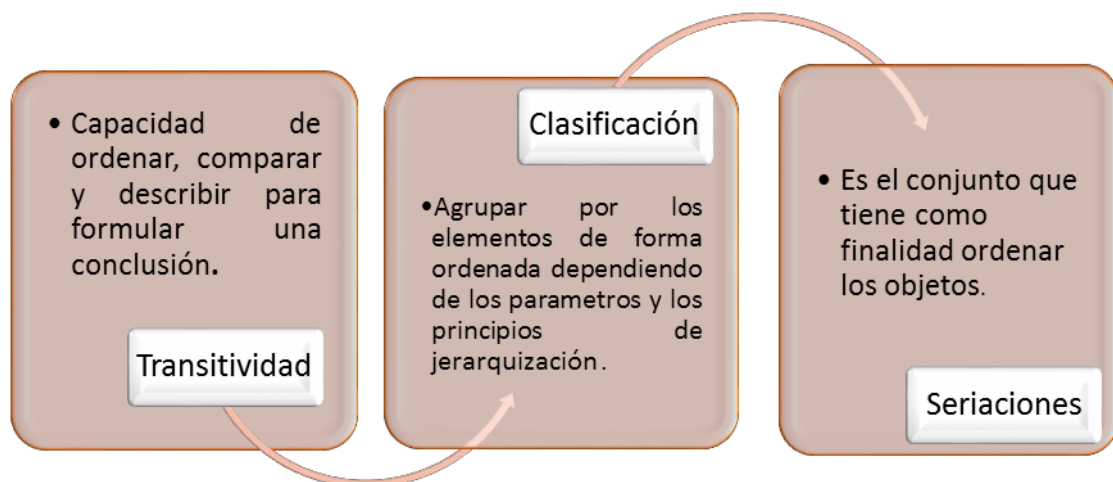 • Capacidad de
ordenar, comparar
y describir para
formular una
conclusión.
Transitividad
Clasificación
•Agrupar por los
elementos de forma
ordenada dependiendo
de los parametros y los
principios de
jerarquización.
• Es el conjunto que
tiene como
finalidad ordenar
los objetos.
Seriaciones